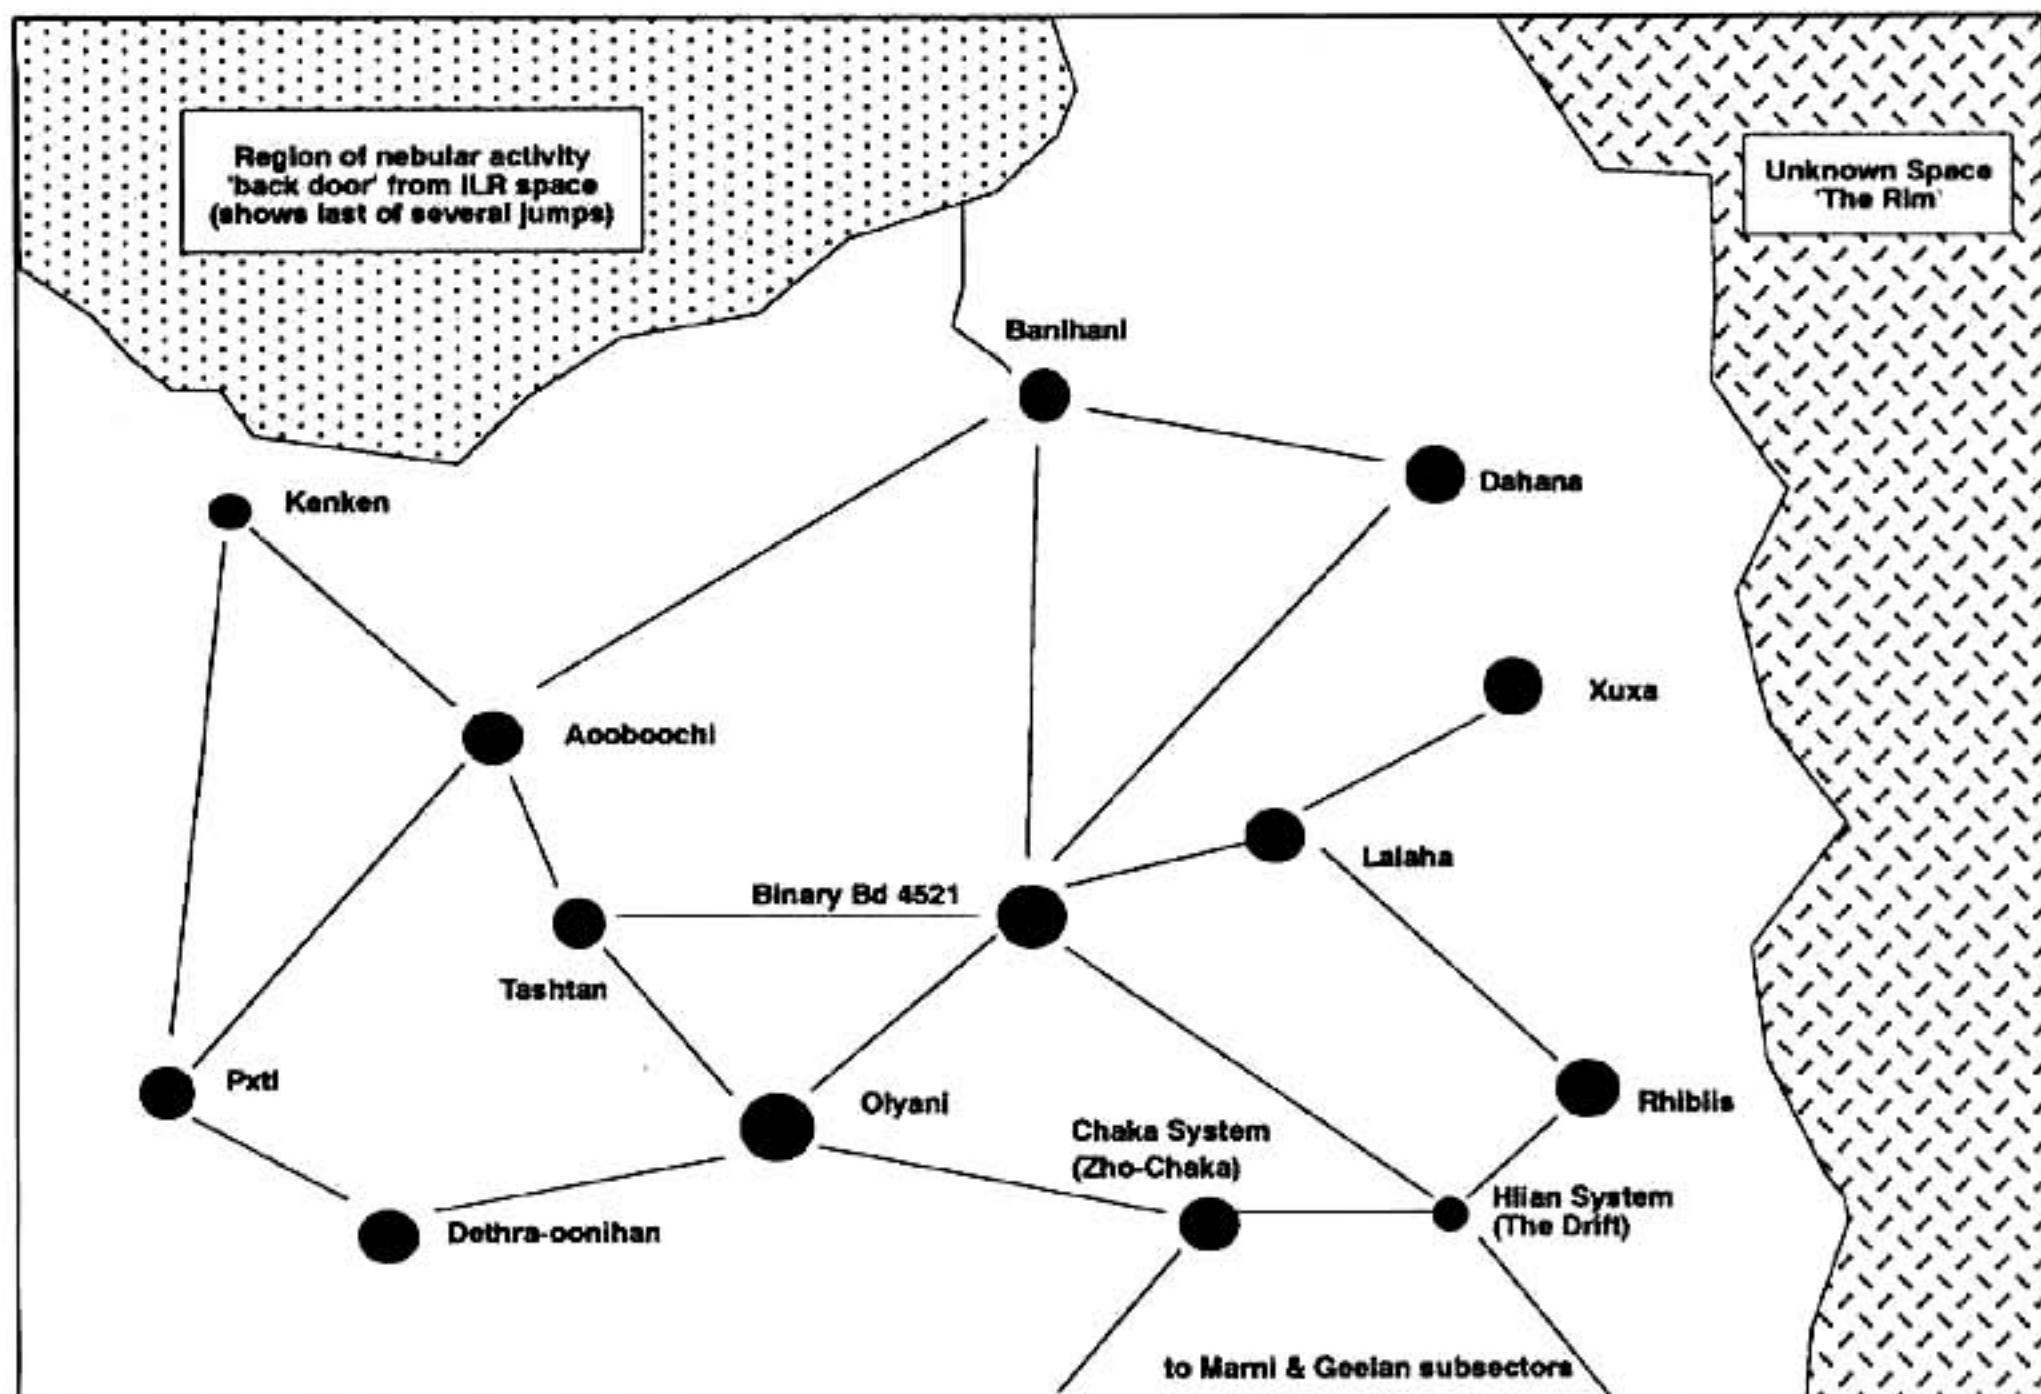 Region of nebular activity
'back door' from ILR space
(shows last of several jumps)
Unknown Space
'The Rim'
Banihani
Dahana
Kenken
Xuxa
Aooboochi
Lalaha
Binary Bd 4521
Tashtan
Pxtl
Olyani
Rhiblis
Chaka System
(Zho-Chaka)
Hlian System
(The Drift)
Dethra-oonihan
to Marni & Geelan subsectors